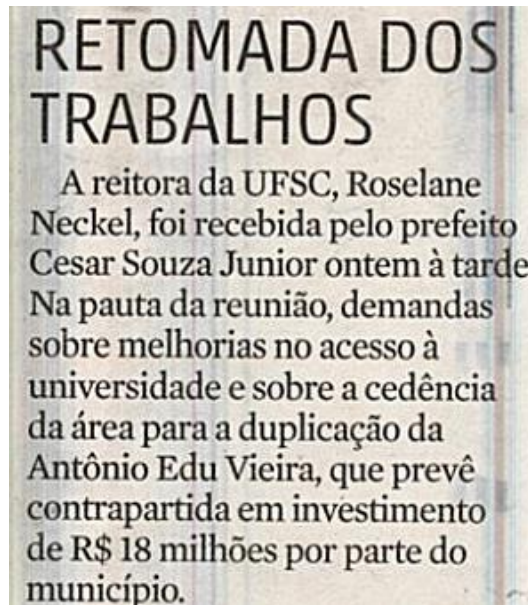 RETOMADA DOS
TRABALHOS
A reitora da UFSC, Roselane
Neckel, foi recebida pelo prefeito
Cesar Souza Junior ontem à tarde
Na pauta da reunião, demandas
sobre melhorias no acesso à
universidade e sobre a cedência
da área para a duplicação da
Antônio Edu Vieira, que prevê
contrapartida em investimento
de R$ 18 milhões por parte do
município.